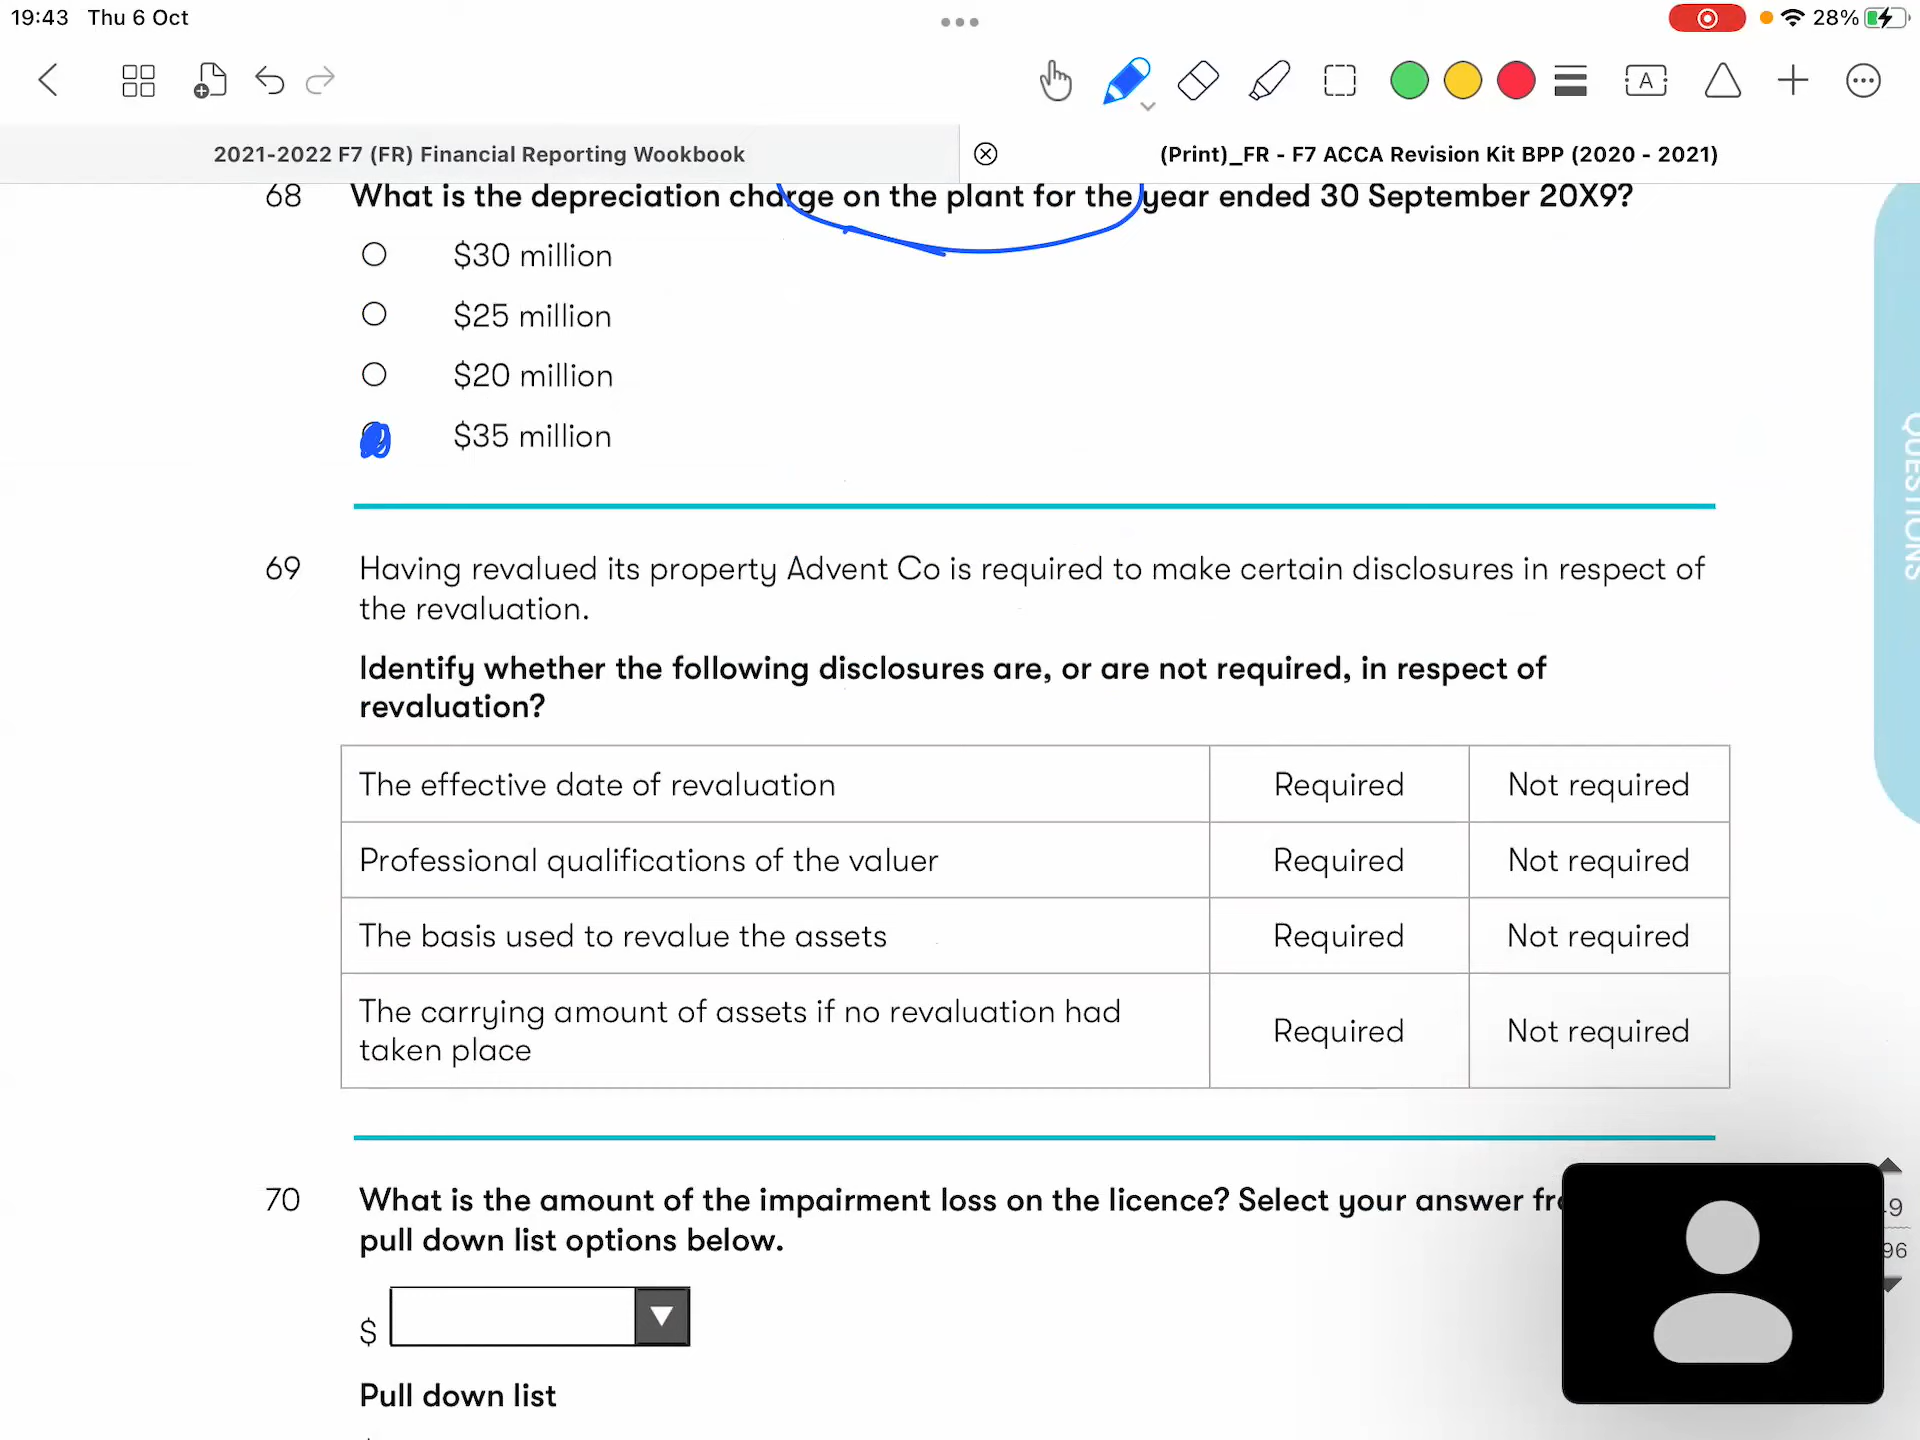 19:43 Thu 6 Oct
28%
A
2021-2022 F7 (FR) Financial Reporting Wookbook
(Print)_FR - F7 ACCA Revision Kit BPP (2020 - 2021)
68 What is the depreciation charge on the plant for the year ended 30 September 20X9?
$30 million
$25 million
$20 million
$35 million
69 Having revalued its property Advent Co is required to make certain disclosures in respect of
the revaluation.
Identify whether the following disclosures are, or are not required, in respect of
revaluation?
The effective date of revaluation Required Not required
Professional qualifications of the valuer Required Not required
The basis used to revalue the assets Required Not required
The carrying amount of assets if no revaluation had
taken place Required Not required
70 What is the amount of the impairment loss on the licence? Select your answer
pull down list options below.
$
Pull down list
QUESTIONS